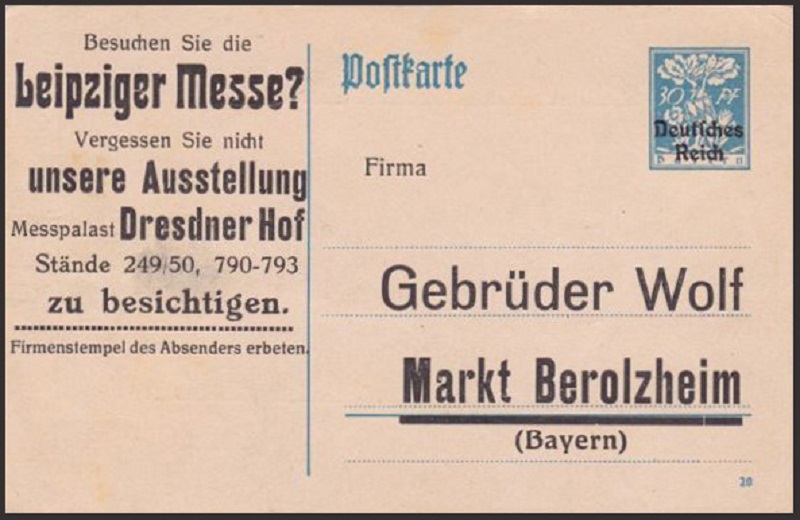 Besuchen Sie die
Leipziger Messe?
Vergessen Sie nicht
unsere Ausstellung
Messpalast Dresdner Hof
Stände 249/50, 790-793
zu besichtigen.
Firmenstempel des Absenders erbeten.
Postkarte
30 Pf
Deutsches
Reich
Bayern
Firma
Gebrüder Wolf
Markt Berolzheim
(Bayern)
20